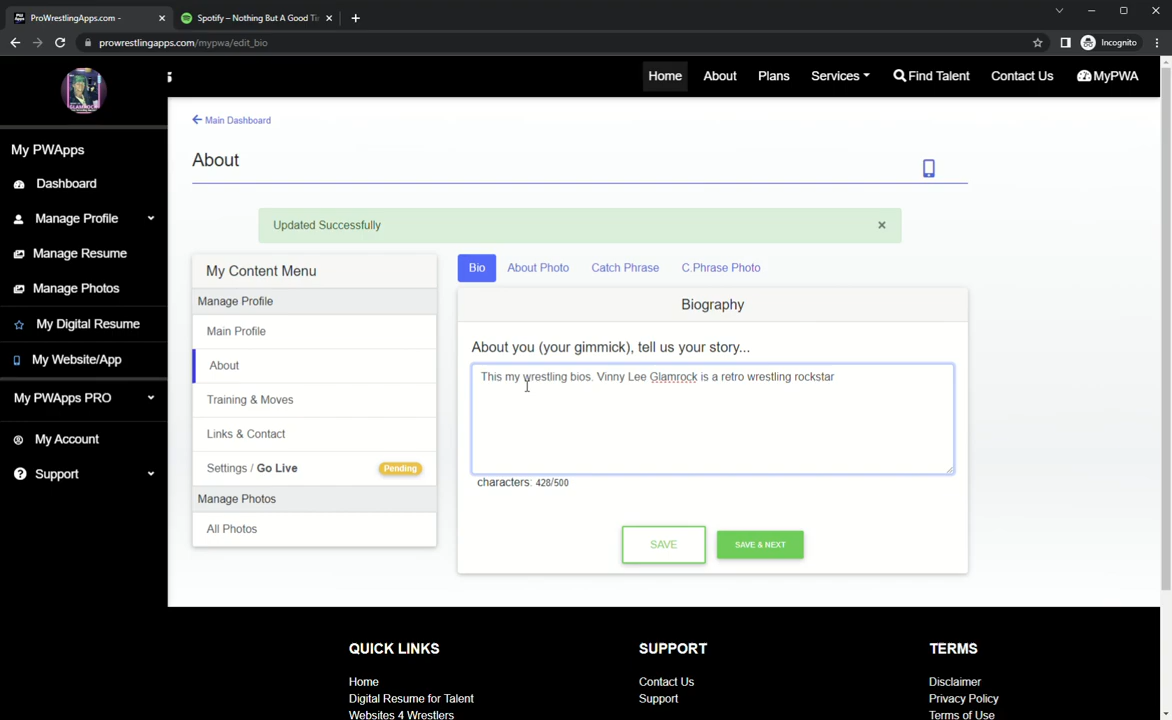 ProWrestlingApps.com -
Spotify – Nothing But A Good Ti
prowrestlingapps.com/mypwa/edit_bio
Incognito
Home
About
Plans
Services
Find Talent
Contact Us
MyPWA
GLAMROCK
My PWApps
Dashboard
Manage Profile
Manage Resume
Manage Photos
My Digital Resume
My Website/App
My PWApps PRO
My Account
Support
Main Dashboard
About
Updated Successfully
×
My Content Menu
Manage Profile
Main Profile
About
Training & Moves
Links & Contact
Settings / Go Live
Pending
Manage Photos
All Photos
Bio
About Photo
Catch Phrase
C.Phrase Photo
Biography
About you (your gimmick), tell us your story...
This my wrestling bios. Vinny Lee Glamrock is a retro wrestling rockstar
characters: 428/500
SAVE
SAVE & NEXT
QUICK LINKS
Home
Digital Resume for Talent
Websites 4 Wrestlers
SUPPORT
Contact Us
Support
TERMS
Disclaimer
Privacy Policy
Terms of Use